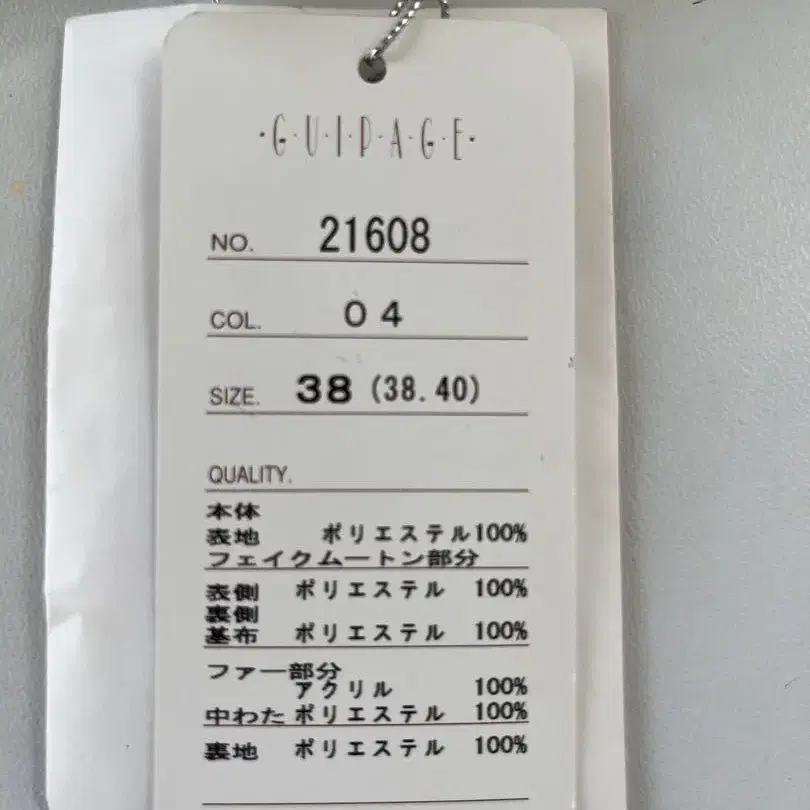 ·G·U·I·P·A·G·E·
NO. 21608
COL. 04
SIZE. 38 (38.40)
QUALITY.
本体
表地 ポリエステル100%
フェイクムートン部分
表側 ポリエステル 100%
裏側
基布 ポリエステル 100%
ファー部分
アクリル 100%
中わた ポリエステル 100%
裏地 ポリエステル 100%